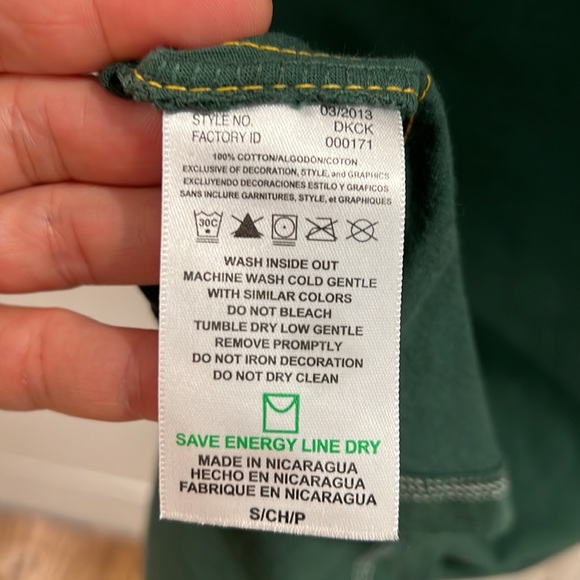 03/2013
STYLE NO. DKCK
FACTORY ID 000171
100% COTTON/ALGODÓN/COTON
EXCLUSIVE OF DECORATION, STYLE, and GRAPHICS
EXCLUYENDO DECORACIONES ESTILO Y GRAFICOS
SANS INCLURE GARNITURES, STYLE, et GRAPHIQUES
30C
WASH INSIDE OUT
MACHINE WASH COLD GENTLE
WITH SIMILAR COLORS
DO NOT BLEACH
TUMBLE DRY LOW GENTLE
REMOVE PROMPTLY
DO NOT IRON DECORATION
DO NOT DRY CLEAN
SAVE ENERGY LINE DRY
MADE IN NICARAGUA
HECHO EN NICARAGUA
FABRIQUE EN NICARAGUA
S/CH/P